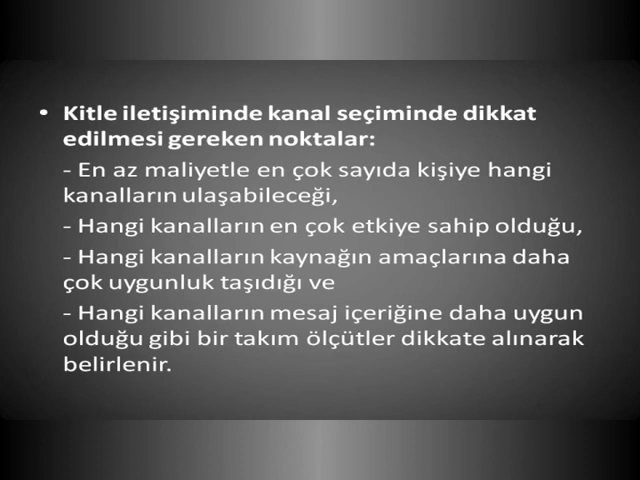 • Kitle iletişiminde kanal seçiminde dikkat
edilmesi gereken noktalar:
- En az maliyetle en çok sayıda kişiye hangi
kanalların ulaşabileceği,
- Hangi kanalların en çok etkiye sahip olduğu,
- Hangi kanalların kaynağın amaçlarına daha
çok uygunluk taşıdığı ve
- Hangi kanalların mesaj içeriğine daha uygun
olduğu gibi bir takım ölçütler dikkate alınarak
belirlenir.